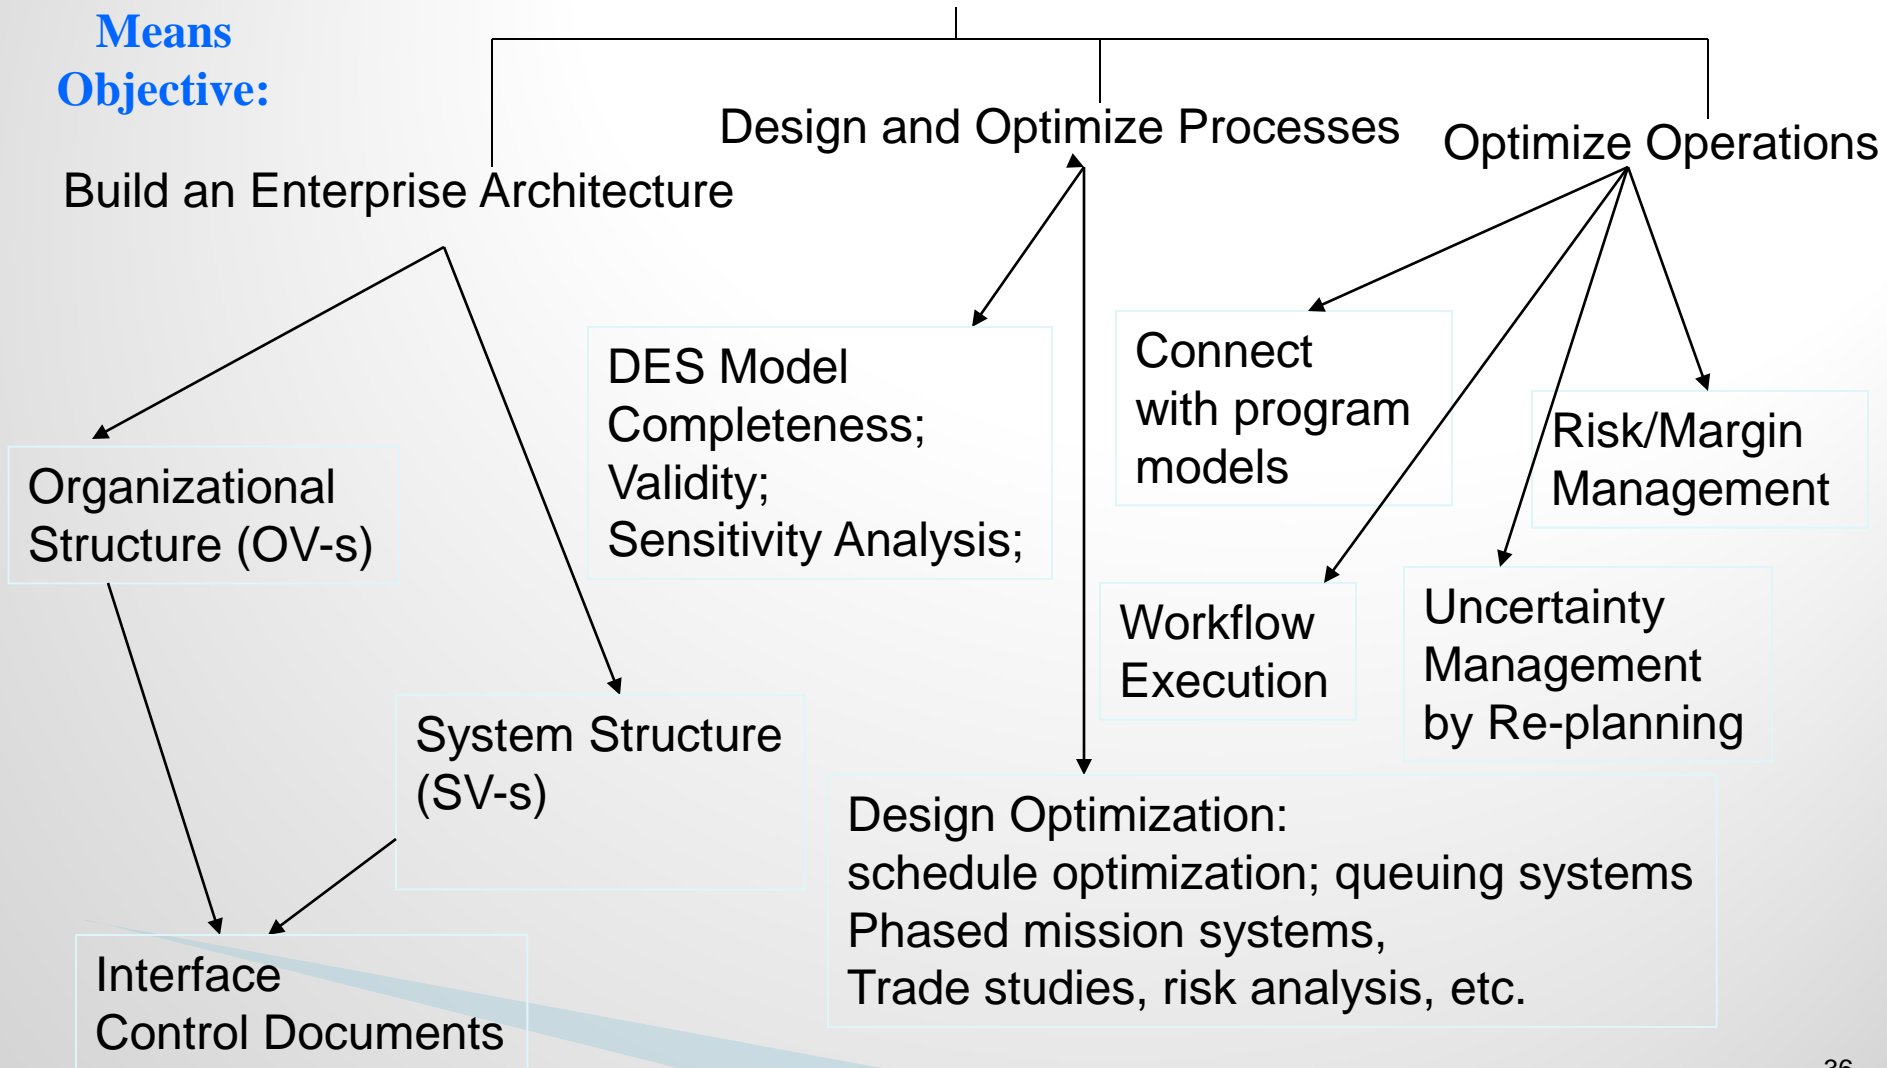 Means
Objective:
Design and Optimize Processes
Optimize Operations
Build an Enterprise Architecture
DES Model
Completeness;
Validity;
Sensitivity Analysis;
Connect
with program
models
Risk/Margin
Management
Organizational
Structure (OV-s)
Workflow
Execution
Uncertainty
Management
by Re-planning
System Structure
(SV-s)
Design Optimization:
schedule optimization; queuing systems
Phased mission systems,
Trade studies, risk analysis, etc.
Interface
Control Documents
36